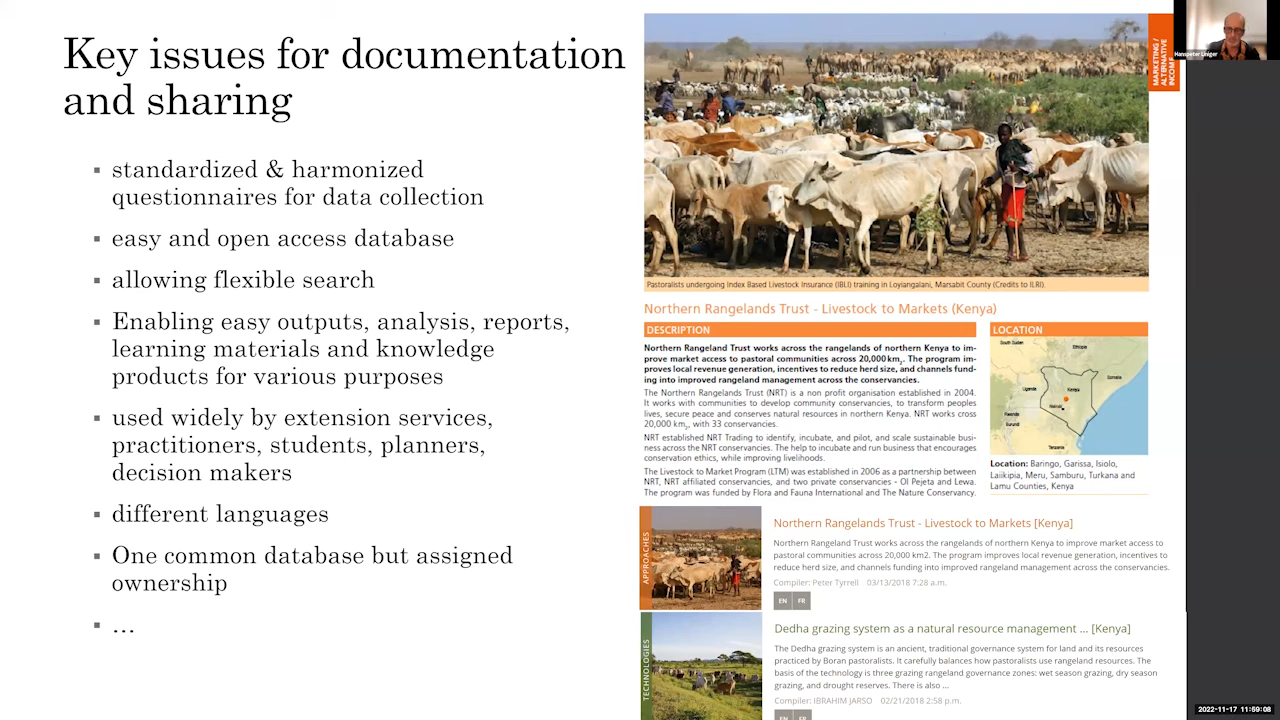 Key issues for documentation
and sharing
▪ standardized & harmonized
questionnaires for data collection
▪ easy and open access database
▪ allowing flexible search
▪ Enabling easy outputs, analysis, reports,
learning materials and knowledge
products for various purposes
▪ used widely by extension services,
practitioners, students, planners,
decision makers
▪ different languages
▪ One common database but assigned
ownership
▪ ...
MARKETING /
ALTERNATIVE
INCOME
Hanspeter Liniger
Pastoralists undergoing Index Based Livestock Insurance (IBLI) training in Loyiangalani, Marsabit County (Credits to ILRI).
Northern Rangelands Trust - Livestock to Markets (Kenya)
DESCRIPTION
Northern Rangeland Trust works across the rangelands of northern Kenya to im-
prove market access to pastoral communities across 20,000 km2. The program im-
proves local revenue generation, incentives to reduce herd size, and channels fund-
ing into improved rangeland management across the conservancies.
The Northern Rangelands Trust (NRT) is a non profit organisation established in 2004.
It works with communities to develop community conservancies, to transform peoples
lives, secure peace and conserves natural resources in northern Kenya. NRT works cross
20,000 km2, with 33 conservancies.
NRT established NRT Trading to identify, incubate, and pilot, and scale sustainable busi-
ness across the NRT conservancies. The help to incubate and run business that encourages
conservation ethics, while improving livelihoods.
The Livestock to Market Program (LTM) was established in 2006 as a partnership between
NRT, NRT affiliated conservancies, and two private conservancies - Ol Pejeta and Lewa.
The program was funded by Flora and Fauna International and The Nature Conservancy.
LOCATION
South Sudan
Ethiopia
Somalia
Uganda
Kenya
Nairobi
Rwanda
Burundi
Tanzania
Location: Baringo, Garissa, Isiolo,
Laiikipia, Meru, Samburu, Turkana and
Lamu Counties, Kenya
APPROACHES
Northern Rangelands Trust - Livestock to Markets [Kenya]
Northern Rangeland Trust works across the rangelands of northern Kenya to improve market access to
pastoral communities across 20,000 km2. The program improves local revenue generation, incentives to
reduce herd size, and channels funding into improved rangeland management across the conservancies.
Compiler: Peter Tyrrell 03/13/2018 7:28 a.m.
EN FR
TECHNOLOGIES
Dedha grazing system as a natural resource management ... [Kenya]
The Dedha grazing system is an ancient, traditional governance system for land and its resources
practiced by Boran pastoralists. It carefully balances how pastoralists use rangeland resources. The
basis of the technology is three grazing rangeland governance zones: wet season grazing, dry season
grazing, and drought reserves. There is also ...
Compiler: IBRAHIM JARSO 02/21/2018 2:58 p.m.
EN FR
2022-11-17 11:59:08